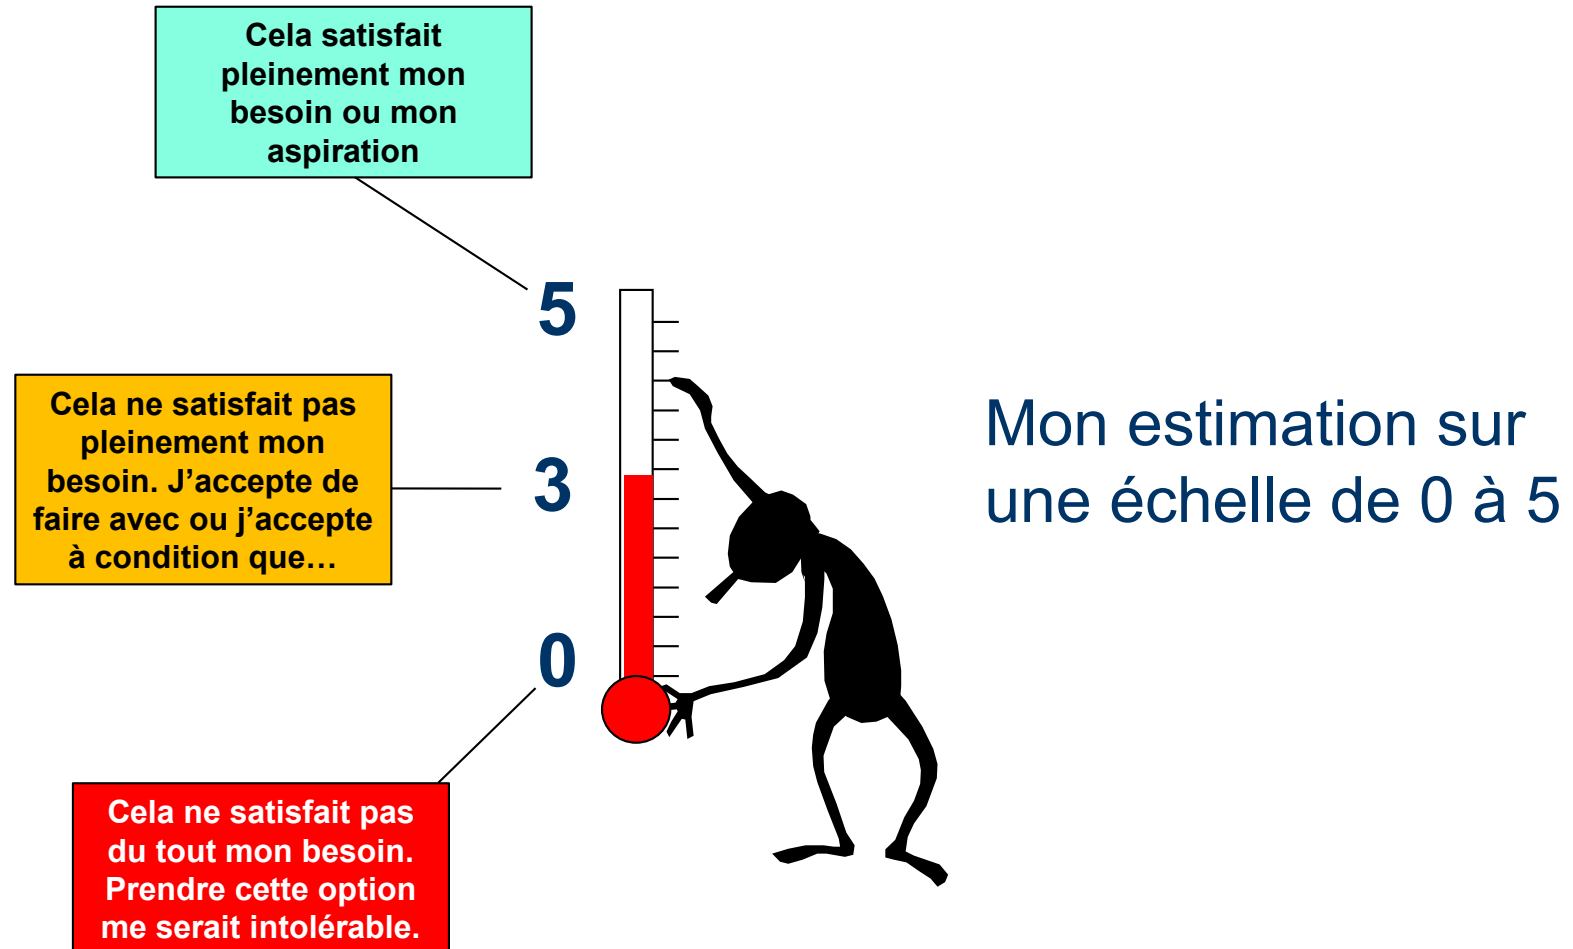 Cela satisfait
pleinement mon
besoin ou mon
aspiration
5
Cela ne satisfait pas
pleinement mon
besoin. J’accepte de
faire avec ou j’accepte
à condition que…
3
Mon estimation sur
une échelle de 0 à 5
0
Cela ne satisfait pas
du tout mon besoin.
Prendre cette option
me serait intolérable.